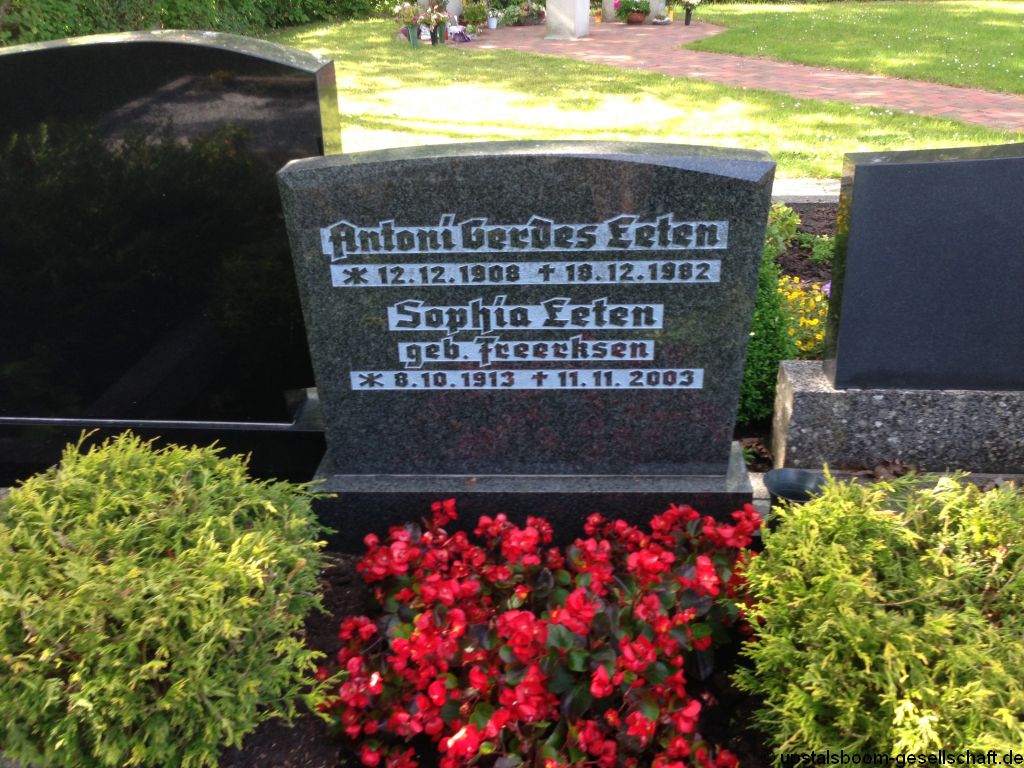 Antoni Gerdes Eeten
* 12.12.1908 ✝ 18.12.1982
Sophia Eeten
geb. Freerksen
* 8.10.1913 ✝ 11.11.2003
© upstalsboom-gesellschaft.de